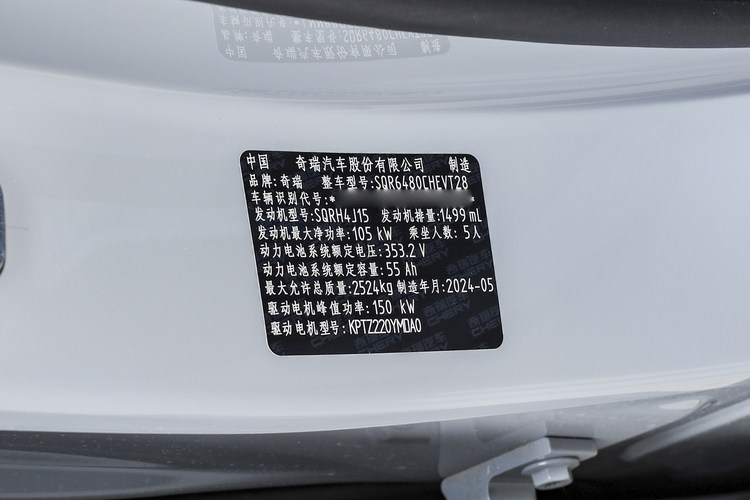 中国 奇瑞汽车股份有限公司 制造
品牌:奇瑞 整车型号:SQR6480CHEVT28
车辆识别代号:* *
发动机型号:SQRH4J15 发动机排量:1499 mL
发动机最大净功率:105 kW 乘坐人数: 5人
动力电池系统额定电压:353.2 V
动力电池系统额定容量:55 Ah
最大允许总质量:2524kg 制造年月:2024-05
驱动电机峰值功率:150 kW
驱动电机型号:KPTZ220YMDA0